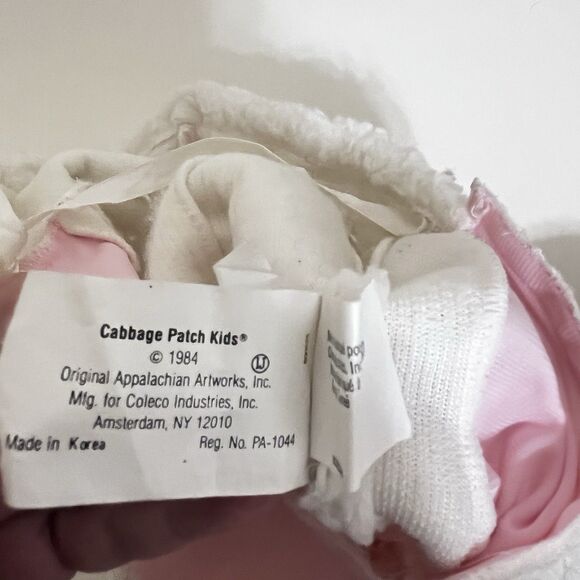 Cabbage Patch Kids®
© 1984
LJ
Original Appalachian Artworks, Inc.
Mfg. for Coleco Industries, Inc.
Amsterdam, NY 12010
Made in Korea Reg. No. PA-1044